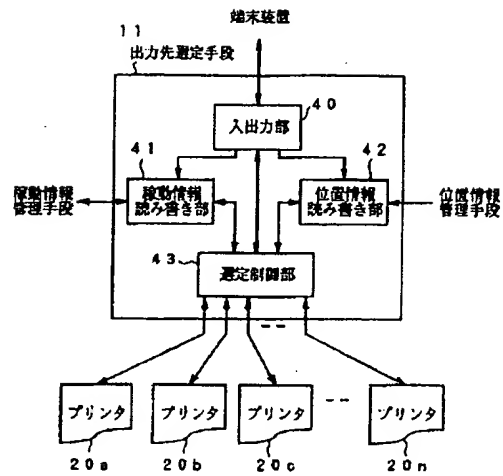 端末装置
11
出力先選定手段
40
入出力部
41
42
稼動情報
管理手段
稼動情報
読み書き部
位置情報
読み書き部
位置情報
管理手段
43
選定制御部
プリンタ
プリンタ
プリンタ
プリンタ
20a
20b
20c
20n